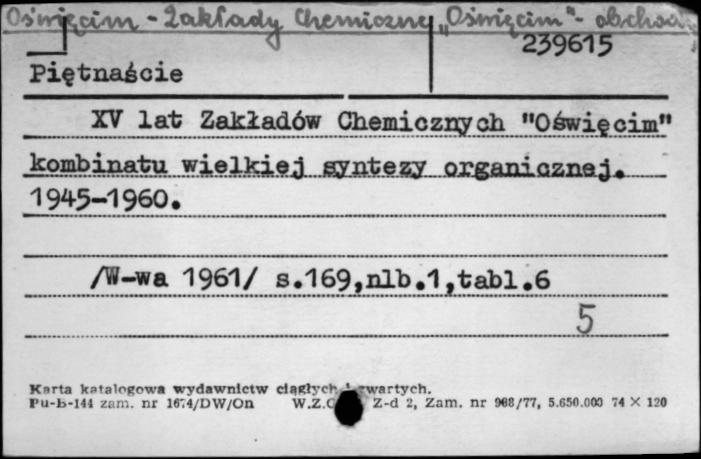 Oświęcim - Zakłady Chemiczne "Oświęcim" -
239615
Piętnaście
XV lat Zakładów Chemicznych "Oświęcim"
kombinatu wielkiej syntezy organicznej.
1945-1960.
/W-wa 1961/ s.169,nlb.1,tabl.6
5
Karta katalogowa wydawnictw ciągłych i zwartych.
Pu-B-144 zam. nr 1674/DW/On W.Z.G. Z-d 2, Zam. nr 968/77, 5.650.000 74 × 120